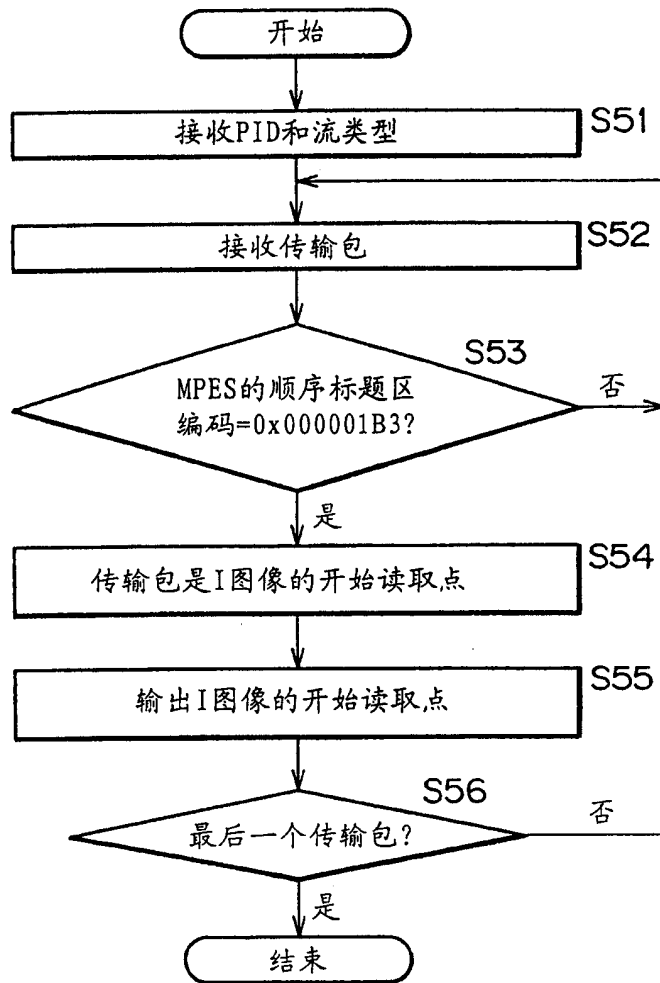 开始
接收PID和流类型
S51
接收传输包
S52
S53
MPES的顺序标题区
编码=0x000001B3?
否
是
传输包是I图像的开始读取点
S54
输出I图像的开始读取点
S55
S56
最后一个传输包?
否
是
结束